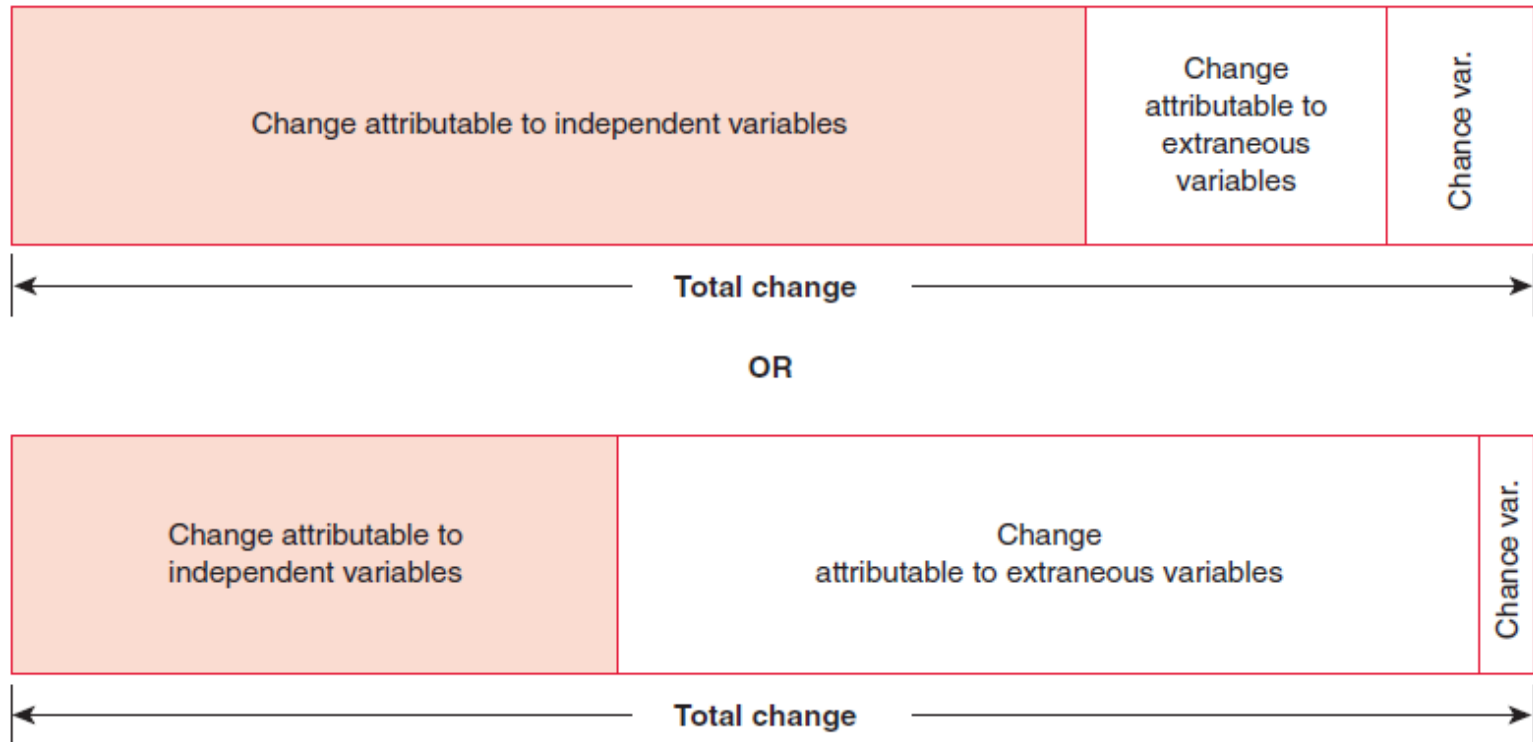 Change attributable to independent variables
Change
attributable to
extraneous
variables
Chance var.
Total change
OR
Change attributable to
independent variables
Change
attributable to extraneous variables
Chance var.
Total change